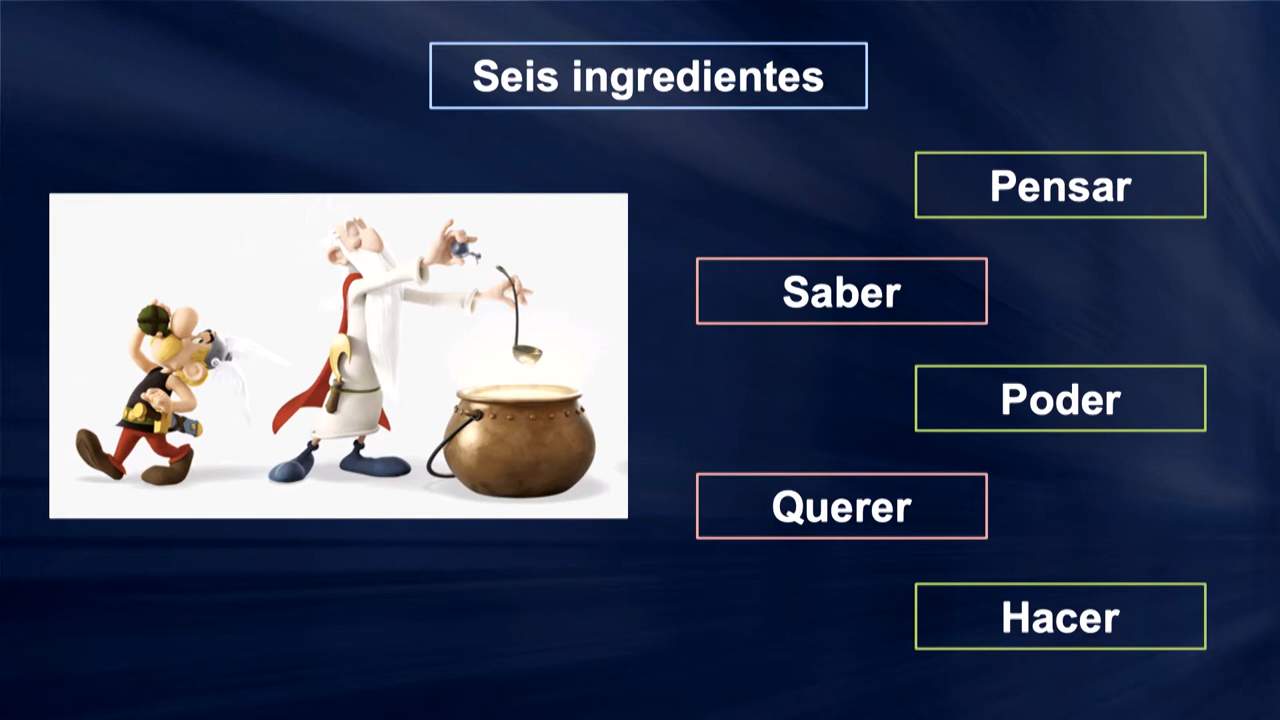 Seis ingredientes
Pensar
Saber
Poder
Querer
Hacer